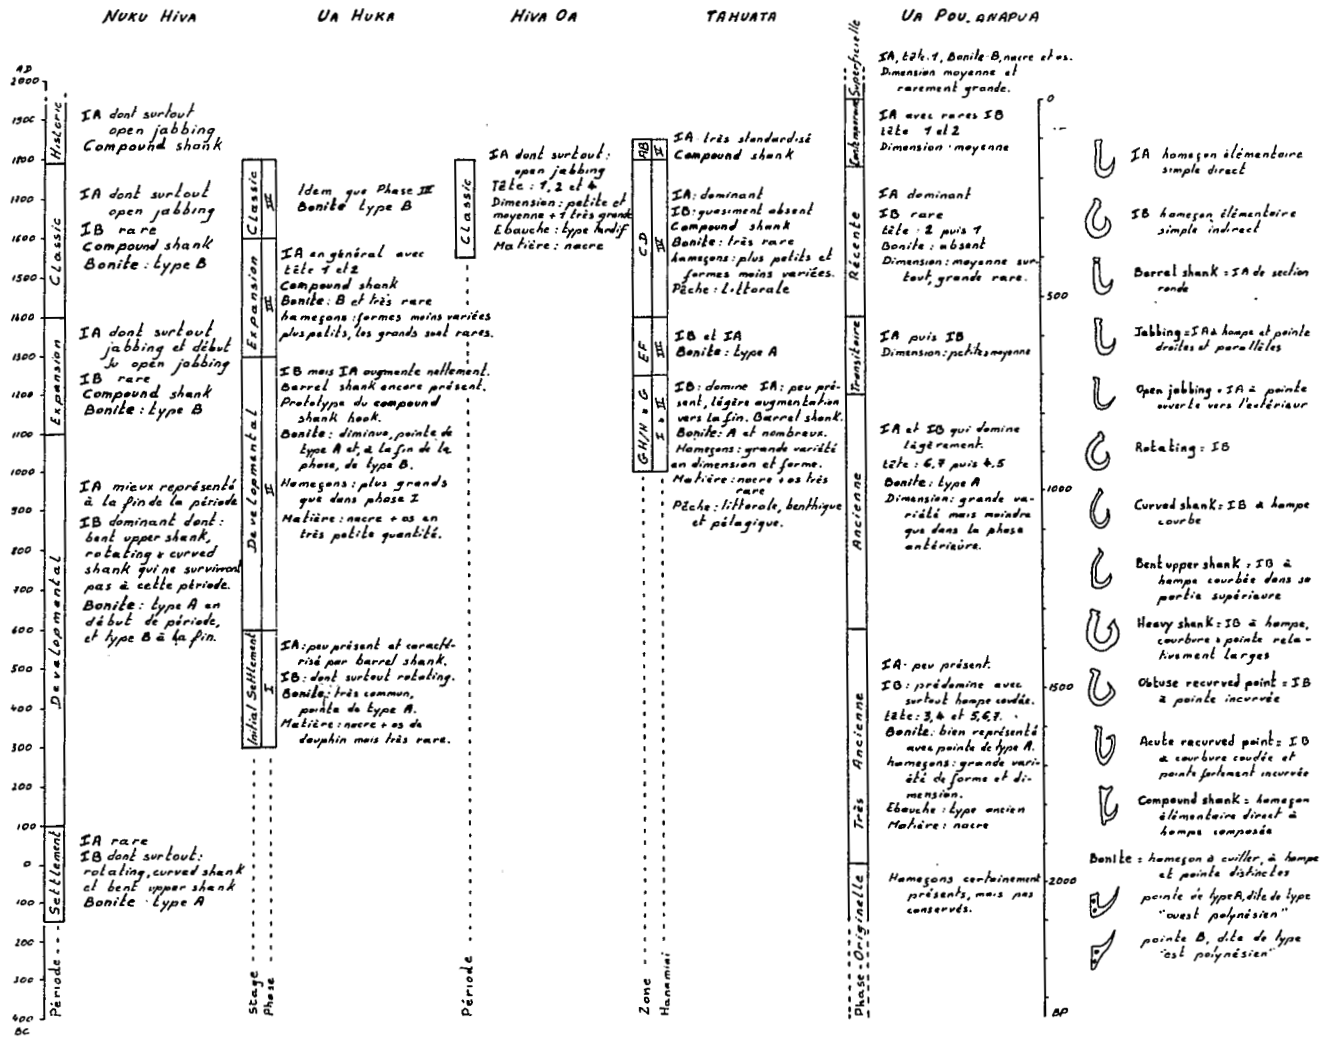 NUKU HIVA
UA HUKA
HIVA OA
TAHUATA
UA POU. ANAPUA
AD
2000
1900
1800
1700
1600
1500
1400
1300
1200
1100
1000
900
800
700
600
500
400
300
200
100
0
100
200
300
400
BC
Historic
Classic
Expansion
Developmental
Settlement
Période
IA dont surtout
open jabbing
Compound shank
IA dont surtout
open jabbing
IB rare
Compound shank
Bonite : type B
IA dont surtout
jabbing et début
du open jabbing
IB rare
Compound shank
Bonite : type B
IA mieux représenté
à la fin de la période
IB dominant dont :
bent upper shank,
rotating & curved
shank qui ne survivront
pas à cette période.
Bonite : type A en
début de période,
et type B à la fin.
IA rare
IB dont surtout :
rotating, curved shank
et bent upper shank
Bonite type A
Classic
III
Expansion
III
Developmental
II
Initial Settlement
I
Stage
Phase
Idem que Phase III
Bonite type B
IA en général avec
tête 1 et 2
Compound shank
Bonite : B et très rare
hameçons : formes moins variées
plus petits, les grands sont rares.
IB mais IA augmente nettement.
Barrel shank encore présent.
Prototype du compound
shank hook.
Bonite : diminue, pointe de
type A et, à la fin de la
phase, de type B.
Hameçons : plus grands
que dans phase I
Matière : nacre + os en
très petite quantité.
IA : peu présent et caracté-
risé par barrel shank.
IB : dont surtout rotating.
Bonite : très commun,
pointe de type A.
Matière : nacre + os de
dauphin mais très rare.
Classic
Période
IA dont surtout :
open jabbing
Tête : 1, 2 et 4
Dimension : petite et
moyenne + 1 très grande
Ebauche : type tardif
Matière : nacre
AB
II
CD
IV
EF
III
GH/H & G
I & II
Zone
Hanamiai
IA très standardisé
Compound shank
IA : dominant
IB : quasiment absent
Compound shank
Bonite : très rare
hameçons : plus petits et
formes moins variées.
Pêche : littorale
IB et IA
Bonite : type A
IB : domine IA : peu pré-
sent, légère augmentation
vers la fin. Barrel shank.
Bonite : A et nombreux.
Hameçons : grande variété
en dimension et forme.
Matière : nacre + os très
rare
Pêche : littorale, benthique
et pélagique.
Superficielle
Contemporaine
Récente
Transitoire
Ancienne
Très Ancienne
Phase - Originelle
IA, tête. 1, Bonite B, nacre et os.
Dimension moyenne et
rarement grande.
IA avec rares IB
tête 1 et 2
Dimension moyenne
IA dominant
IB rare
tête : 2 puis 1
Bonite : absent
Dimension : moyenne sur-
tout, grande rare.
IA puis IB
Dimension : petite, moyenne
IA et IB qui domine
légèrement.
tête : 6, 7 puis 4, 5
Bonite : type A
Dimension : grande va-
riété mais moindre
que dans la phase
antérieure.
IA - peu présent.
IB : prédomine avec
surtout hampe coudée.
tête : 3, 4 et 5, 6, 7.
Bonite : bien représenté
avec pointe de type A.
hameçons : grande vari-
été de forme et di-
mension.
Ebauche : type ancien
Matière : nacre
Hameçons certainement
présents, mais pas
conservés.
0
500
1000
1500
2000
BP
IA hameçon élémentaire
simple direct
IB hameçon élémentaire
simple indirect
Barrel shank = IA de section
ronde
Jabbing = IA à hampe et pointe
droites et parallèles
Open jabbing = IA à pointe
ouverte vers l'extérieur
Rotating = IB
Curved shank = IB à hampe
courbe
Bent upper shank = IB à
hampe courbée dans sa
partie supérieure
Heavy shank = IB à hampe,
courbure & pointe rela-
tivement larges
Obtuse recurved point = IB
à pointe incurvée
Acute recurved point = IB
à courbure coudée et
pointe fortement incurvée
Compound shank = hameçon
élémentaire direct à
hampe composée
Bonite = hameçon à cuiller, à hampe
et pointe distinctes
pointe de type A, dite de type
"ouest polynésien"
pointe B, dite de type
"est polynésien"